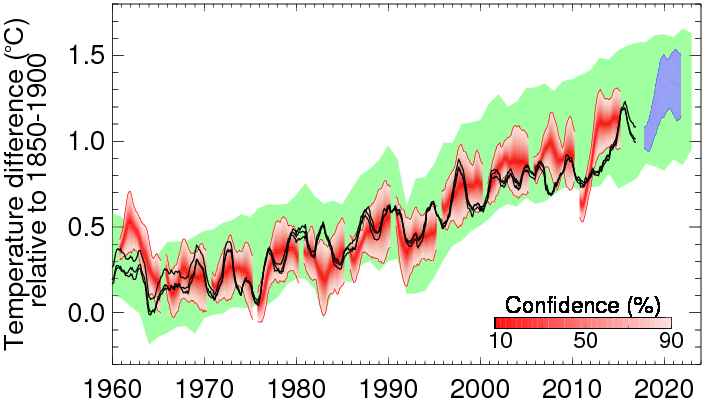 Temperature difference (°C)
relative to 1850-1900
1.5
1.0
0.5
0.0
Confidence (%)
10 50 90
1960 1970 1980 1990 2000 2010 2020